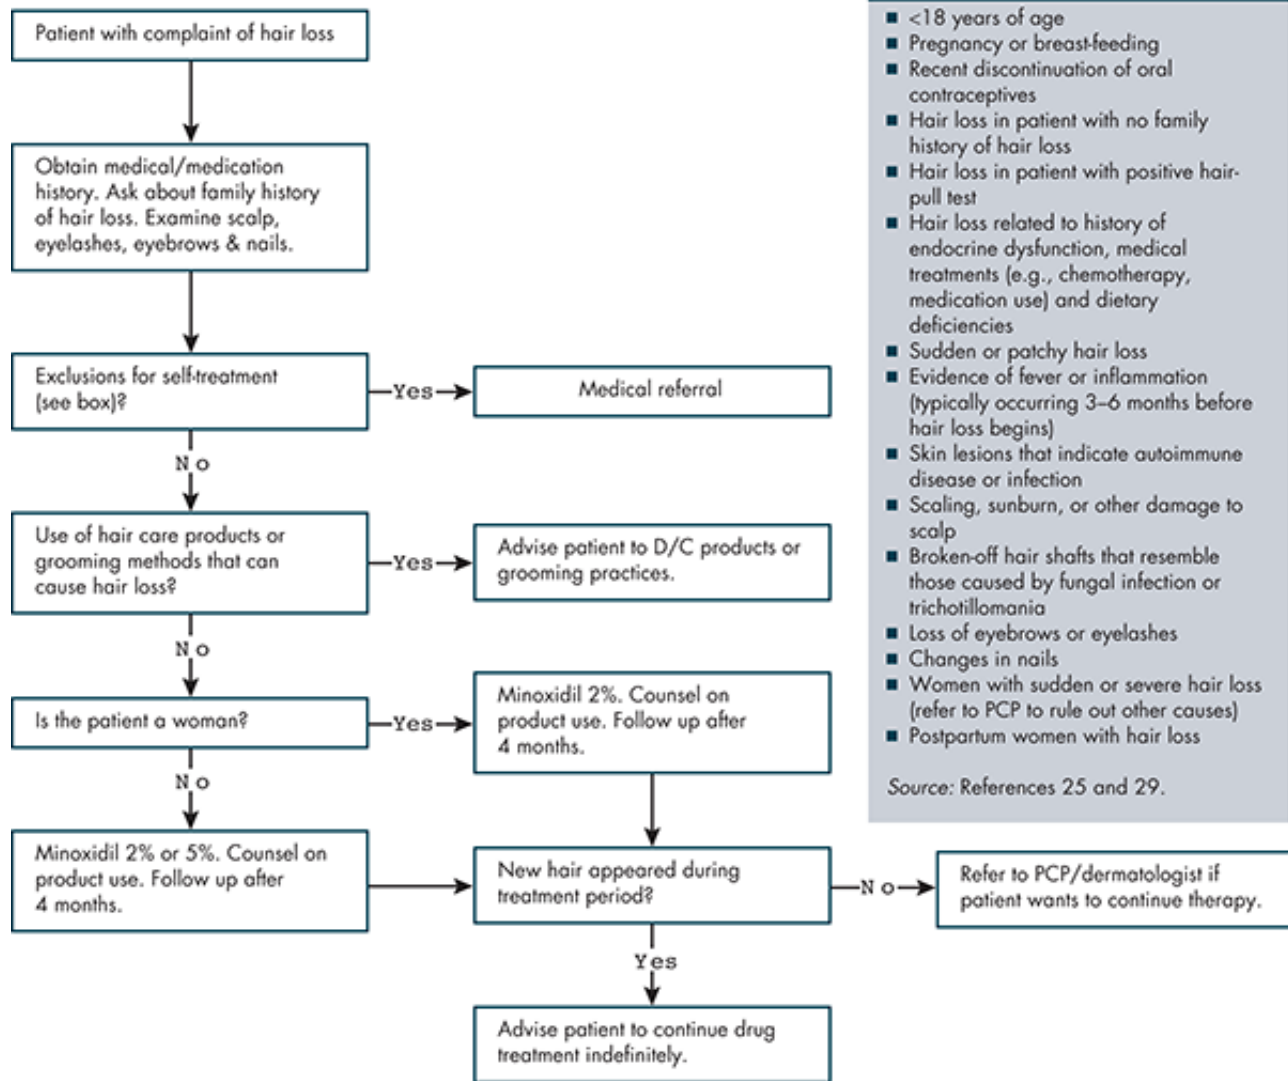 Patient with complaint of hair loss
Obtain medical/medication
history. Ask about family history
of hair loss. Examine scalp,
eyelashes, eyebrows & nails.
Exclusions for self-treatment
(see box)?
Yes
Medical referral
No
Use of hair care products or
grooming methods that can
cause hair loss?
Yes
Advise patient to D/C products or
grooming practices.
No
Is the patient a woman?
Yes
Minoxidil 2%. Counsel on
product use. Follow up after
4 months.
No
Minoxidil 2% or 5%. Counsel on
product use. Follow up after
4 months.
New hair appeared during
treatment period?
No
Refer to PCP/dermatologist if
patient wants to continue therapy.
Yes
Advise patient to continue drug
treatment indefinitely.
■ <18 years of age
■ Pregnancy or breast-feeding
■ Recent discontinuation of oral
contraceptives
■ Hair loss in patient with no family
history of hair loss
■ Hair loss in patient with positive hair-
pull test
■ Hair loss related to history of
endocrine dysfunction, medical
treatments (e.g., chemotherapy,
medication use) and dietary
deficiencies
■ Sudden or patchy hair loss
■ Evidence of fever or inflammation
(typically occurring 3–6 months before
hair loss begins)
■ Skin lesions that indicate autoimmune
disease or infection
■ Scaling, sunburn, or other damage to
scalp
■ Broken-off hair shafts that resemble
those caused by fungal infection or
trichotillomania
■ Loss of eyebrows or eyelashes
■ Changes in nails
■ Women with sudden or severe hair loss
(refer to PCP to rule out other causes)
■ Postpartum women with hair loss
Source: References 25 and 29.